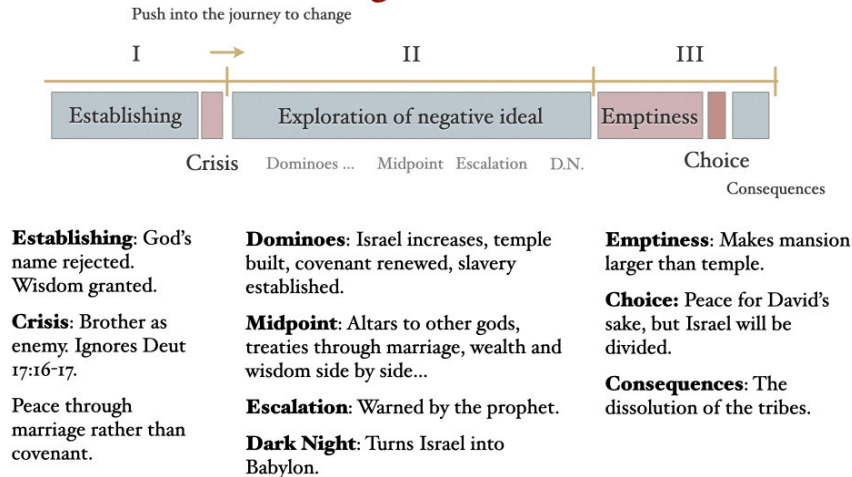 Push into the journey to change
I
II
III
Establishing
Exploration of negative ideal
Emptiness
Crisis
Dominoes ...
Midpoint
Escalation
D.N.
Choice
Consequences
Establishing: God's
name rejected.
Wisdom granted.
Crisis: Brother as
enemy. Ignores Deut
17:16-17.
Peace through
marriage rather than
covenant.
Dominoes: Israel increases, temple
built, covenant renewed, slavery
established.
Midpoint: Altars to other gods,
treaties through marriage, wealth and
wisdom side by side...
Escalation: Warned by the prophet.
Dark Night: Turns Israel into
Babylon.
Emptiness: Makes mansion
larger than temple.
Choice: Peace for David's
sake, but Israel will be
divided.
Consequences: The
dissolution of the tribes.